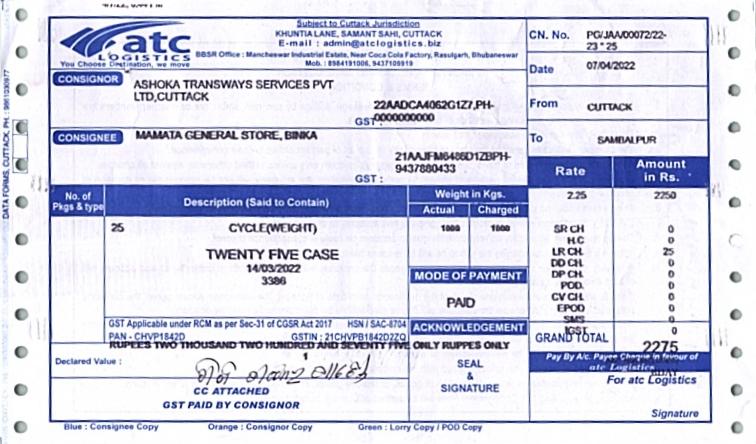 Subject to Cuttack Jurisdiction
KHUNTIA LANE, SAMANT SAHI, CUTTACK
E-mail : admin@atclogistics.biz
BBSR Office : Mancheswar Industrial Estate, Near Coca Cola Factory, Rasulgarh, Bhubaneswar
Mob. : 8984191006, 9437109919
atc
LOGISTICS
You Choose Destination, we move
CN. No. PG/JAA/00072/22-
23 * 25
Date 07/04/2022
From CUTTACK
To SAMBALPUR
CONSIGNOR ASHOKA TRANSWAYS SERVICES PVT
LTD,CUTTACK
22AADCA4062G1Z7,PH-
GST : 0000000000
CONSIGNEE MAMATA GENERAL STORE, BINKA
21AAJFM6486D1ZBPH-
GST : 9437880433
No. of
Pkgs & type
Description (Said to Contain)
Weight in Kgs.
Actual Charged
Rate
Amount
in Rs.
2.25 2250
25 CYCLE(WEIGHT) 1000 1000
TWENTY FIVE CASE
14/03/2022
3386
SR CH 0
H.C 0
LR CH. 25
DD CH. 0
DP CH. 0
POD. 0
CV CH. 0
EPOD 0
SMS 0
IGST 0
MODE OF PAYMENT
PAID
ACKNOWLEDGEMENT
SEAL
&
SIGNATURE
GST Applicable under RCM as per Sec-31 of CGSR Act 2017 HSN / SAC-8704
PAN - CHVP1842D GSTIN : 21CHVPB1842D2ZQ
GRAND TOTAL 2275
RUPEES TWO THOUSAND TWO HUNDRED AND SEVENTY FIVE ONLY RUPPES ONLY
Declared Value : 1
CC ATTACHED
GST PAID BY CONSIGNOR
Pay By A/c. Payee Cheque in favour of
atc Logistics
For atc Logistics
Signature
Blue : Consignee Copy Orange : Consignor Copy Green : Lorry Copy / POD Copy
DATA FORMS, CUTTACK, PH :